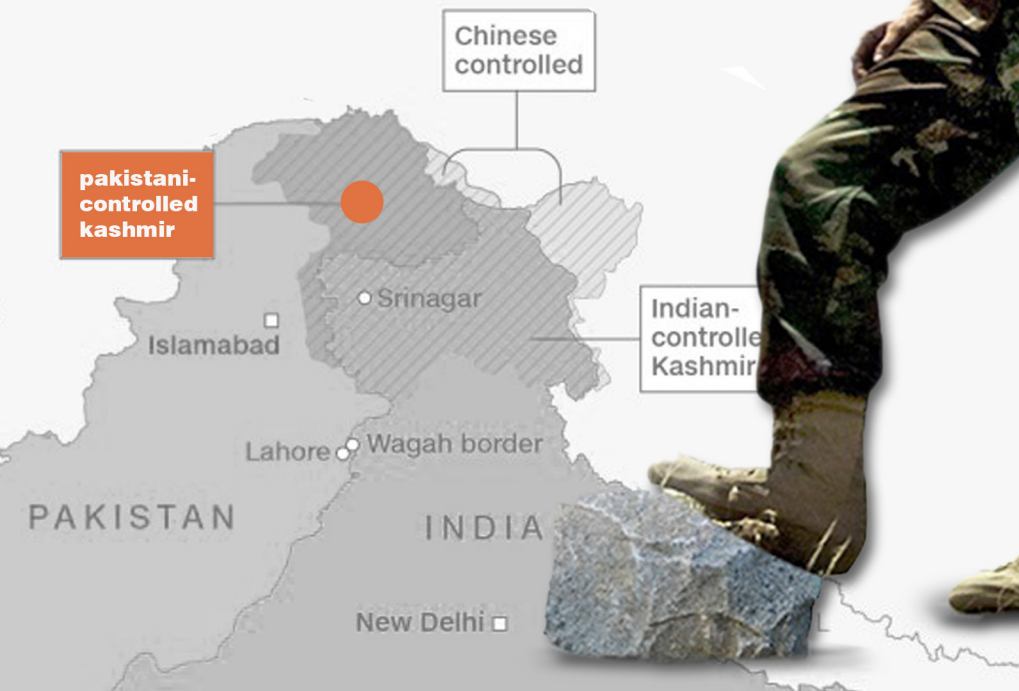 Chinese
controlled
pakistani-
controlled
kashmir
Srinagar
Indian-
controlle
Kashmir
Islamabad
Lahore
Wagah border
PAKISTAN
INDIA
New Delhi
L